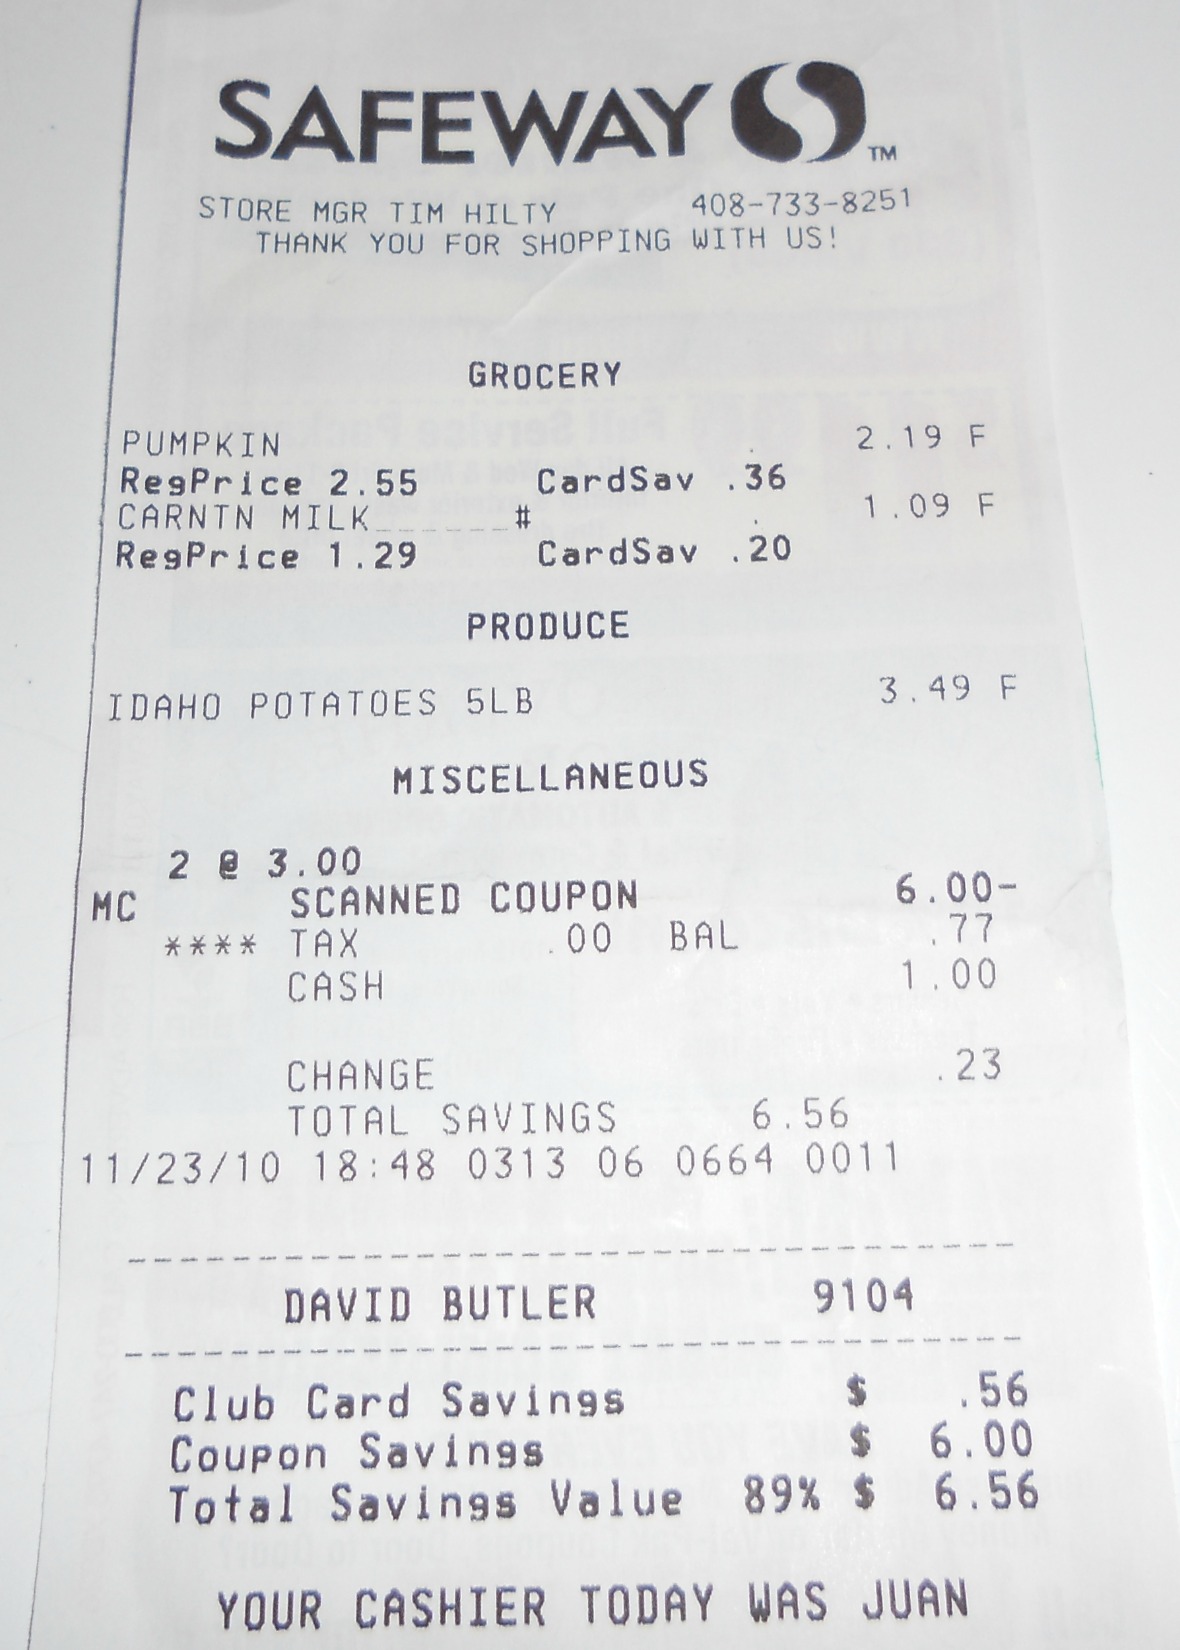 SAFEWAY TM
STORE MGR TIM HILTY 408-733-8251
THANK YOU FOR SHOPPING WITH US!
GROCERY
PUMPKIN 2.19 F
RegPrice 2.55 CardSav .36
CARNTN MILK______# 1.09 F
RegPrice 1.29 CardSav .20
PRODUCE
IDAHO POTATOES 5LB 3.49 F
MISCELLANEOUS
2 @ 3.00
MC SCANNED COUPON 6.00-
**** TAX .00 BAL .77
CASH 1.00
CHANGE .23
TOTAL SAVINGS 6.56
11/23/10 18:48 0313 06 0664 0011
DAVID BUTLER 9104
Club Card Savings $ .56
Coupon Savings $ 6.00
Total Savings Value 89% $ 6.56
YOUR CASHIER TODAY WAS JUAN